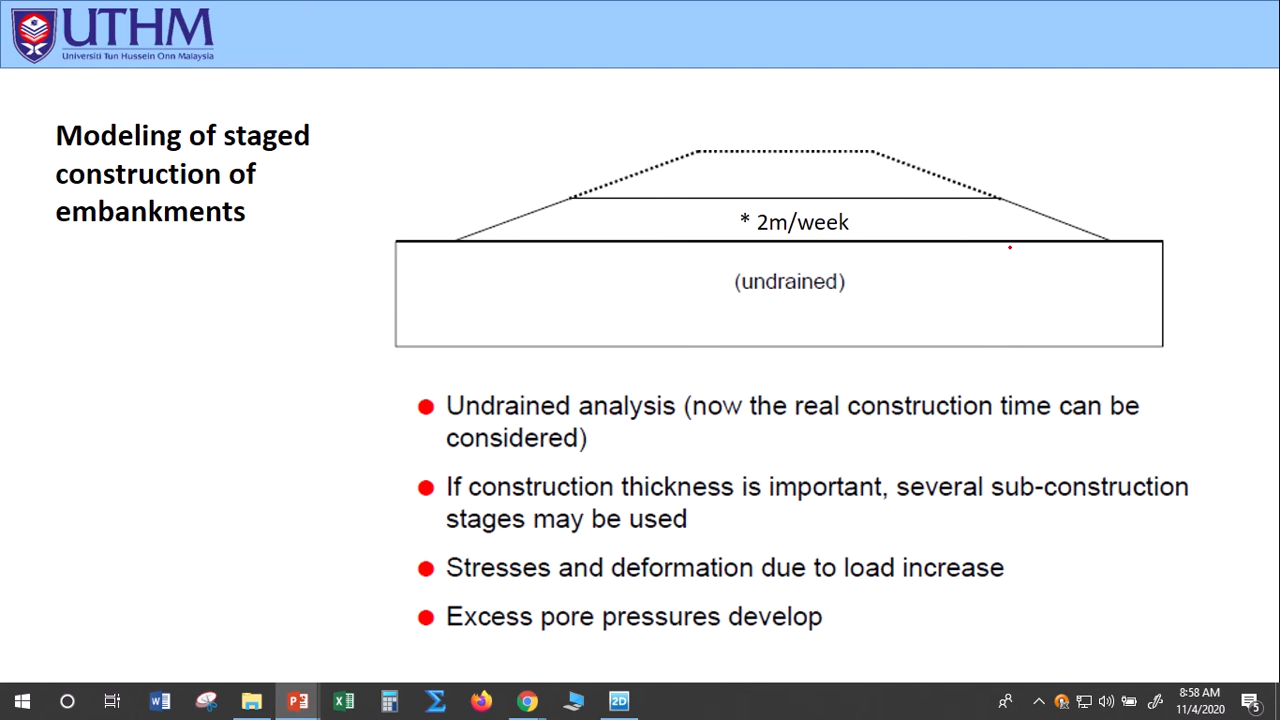 UTHM
Universiti Tun Hussein Onn Malaysia
Modeling of staged
construction of
embankments
* 2m/week
(undrained)
Undrained analysis (now the real construction time can be
considered)
If construction thickness is important, several sub-construction
stages may be used
Stresses and deformation due to load increase
Excess pore pressures develop
8:58 AM
11/4/2020
5
2D